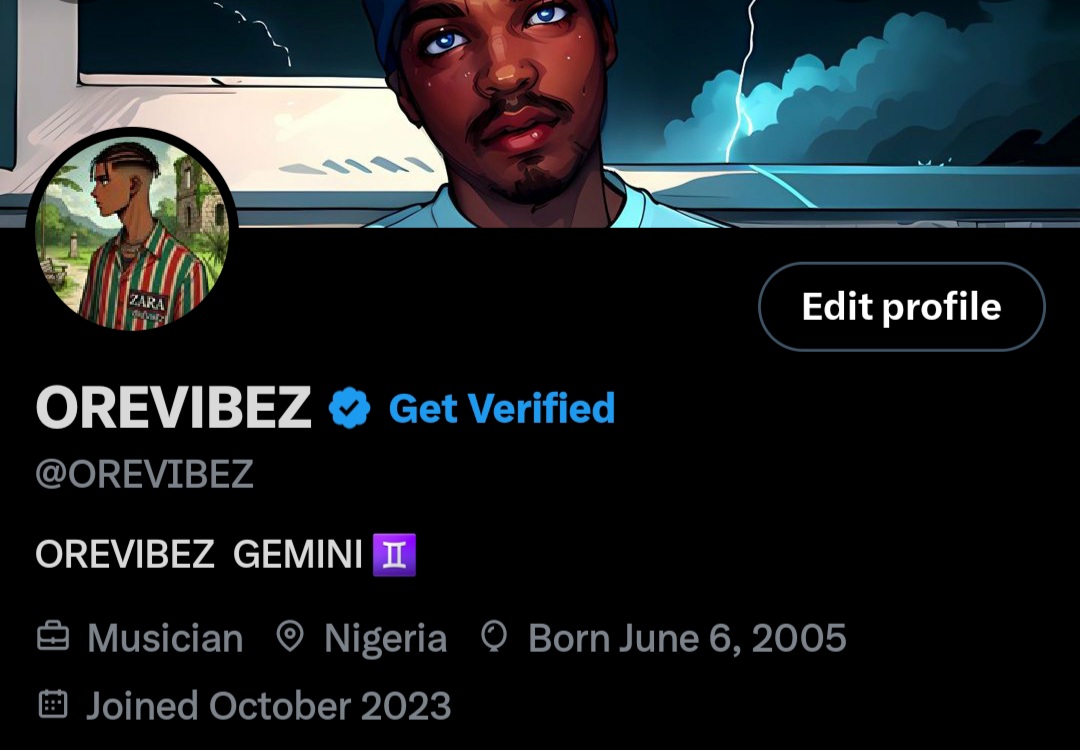 ZARA
Edit profile
OREVIBEZ Get Verified
@OREVIBEZ
OREVIBEZ GEMINI ♊
Musician Nigeria Born June 6, 2005
Joined October 2023